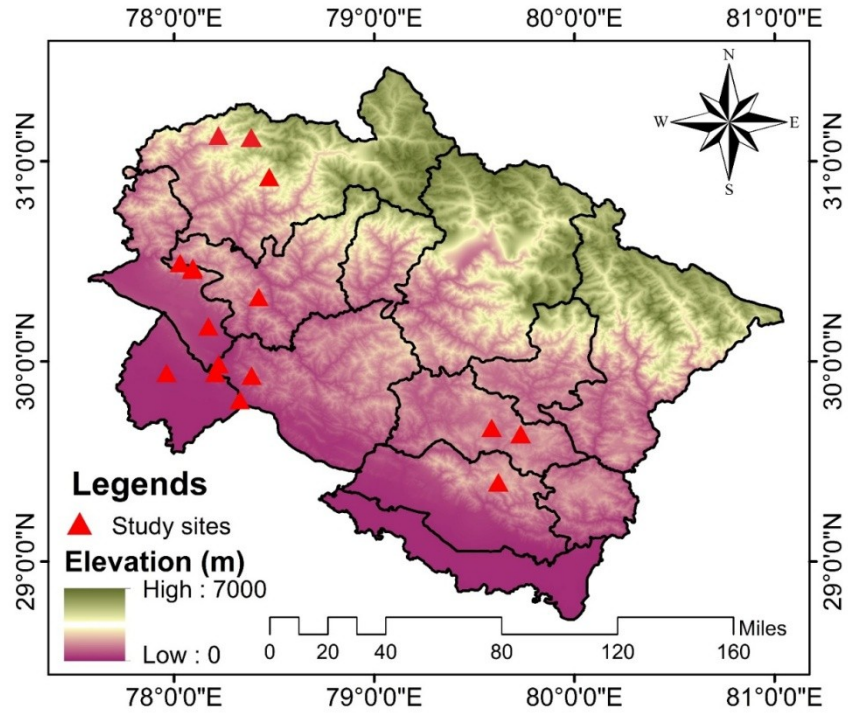 78°0'0"E 79°0'0"E 80°0'0"E 81°0'0"E
N
W E
S
31°0'0"N 31°0'0"N
30°0'0"N 30°0'0"N
29°0'0"N 29°0'0"N
Legends
Study sites
Elevation (m)
High : 7000
Low : 0
Miles
0 20 40 80 120 160
78°0'0"E 79°0'0"E 80°0'0"E 81°0'0"E